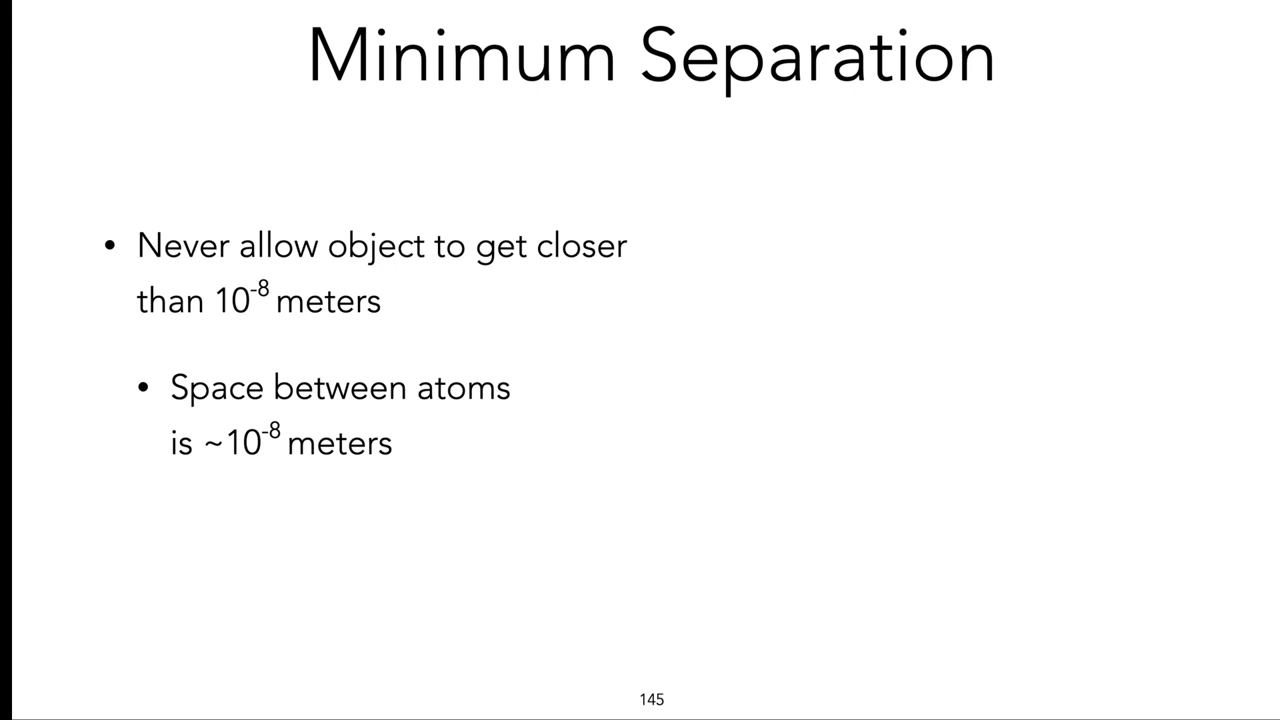 Minimum Separation
• Never allow object to get closer
than 10⁻⁸ meters
• Space between atoms
is ~10⁻⁸ meters
145